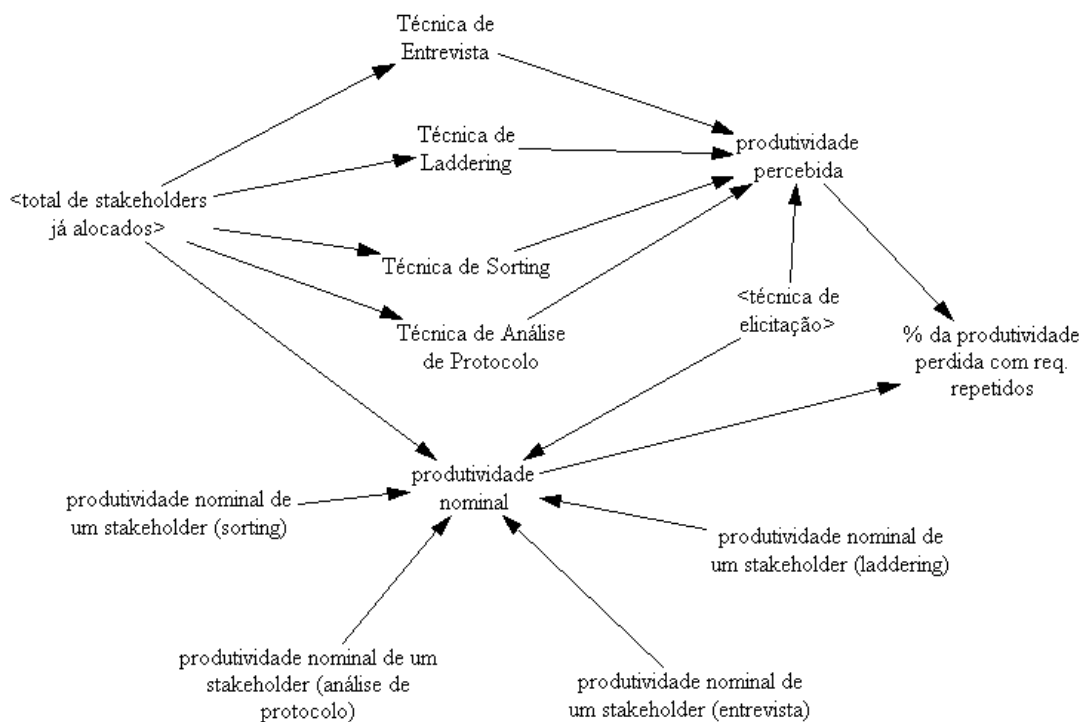 Técnica de
Entrevista
Técnica de
Laddering
produtividade
percebida
<total de stakeholders
já alocados>
Técnica de Sorting
<técnica de
elicitação>
Técnica de Análise
de Protocolo
% da produtividade
perdida com req.
repetidos
produtividade
nominal
produtividade nominal de
um stakeholder (sorting)
produtividade nominal de
um stakeholder (laddering)
produtividade nominal de um
stakeholder (análise de
protocolo)
produtividade nominal de
um stakeholder (entrevista)